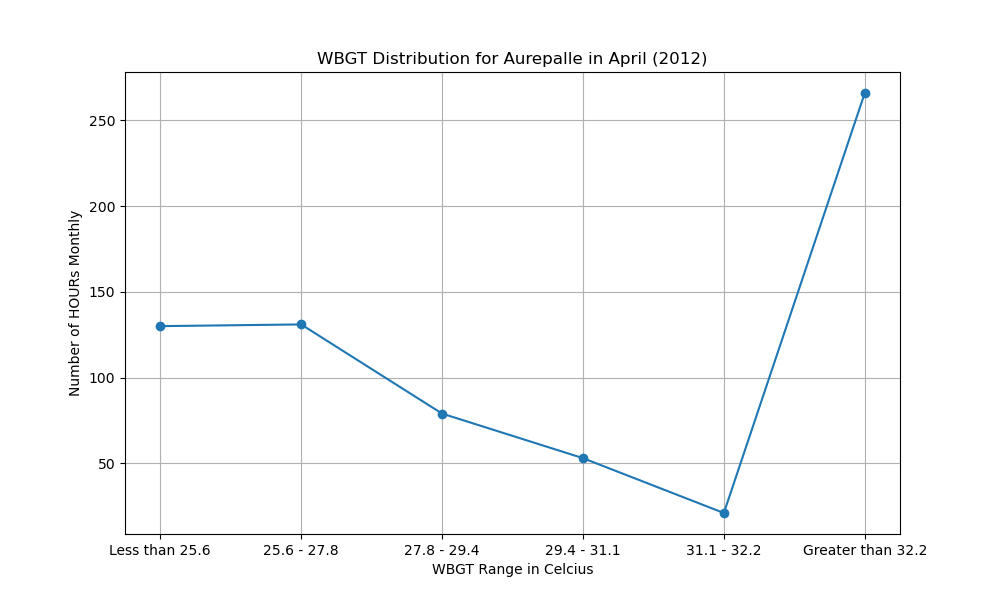 WBGT Distribution for Aurepalle in April (2012)
Number of HOURs Monthly
250
200
150
100
50
Less than 25.6
25.6 - 27.8
27.8 - 29.4
29.4 - 31.1
31.1 - 32.2
Greater than 32.2
WBGT Range in Celcius